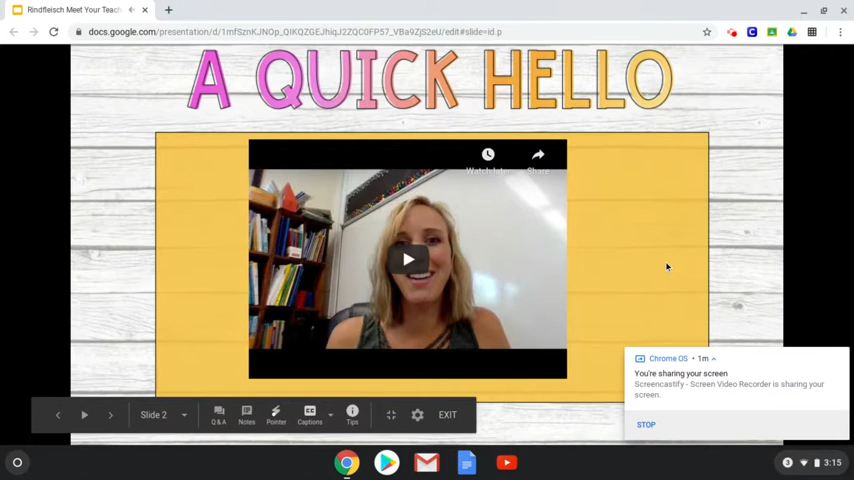 Rindfleisch Meet Your Teach
docs.google.com/presentation/d/1mfSznKJNOp_QIKQZGEJhiqJ2ZQC0FP57_VBa9ZjS2eU/edit#slide=id.p
A QUICK HELLO
Watch later
Share
Chrome OS • 1m
You're sharing your screen
Screencastify - Screen Video Recorder is sharing your
screen.
STOP
Slide 2
Q & A
Notes
Pointer
Captions
Tips
EXIT
3
3:15